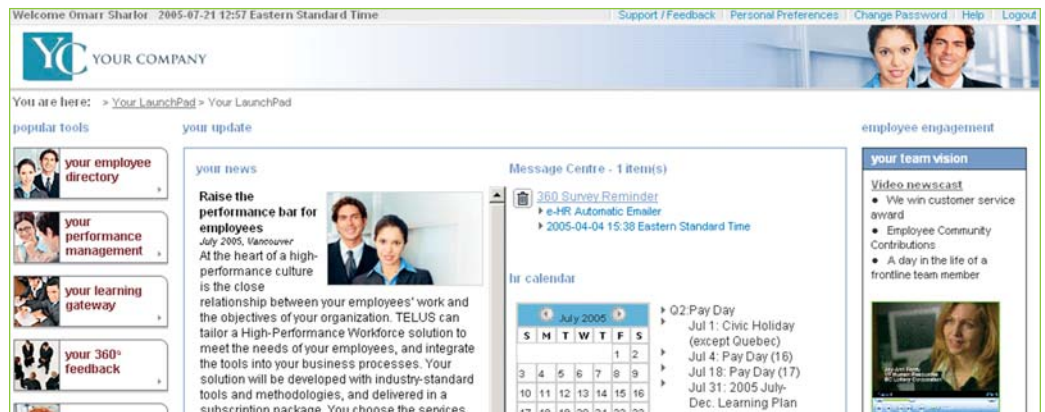 Welcome Omarr Sharlor 2005-07-21 12:57 Eastern Standard Time
Support / Feedback Personal Preferences Change Password Help Logout
YC YOUR COMPANY
You are here: > Your LaunchPad > Your LaunchPad
popular tools
your employee
directory
your
performance
management
your learning
gateway
your 360°
feedback
your update
your news
Raise the
performance bar for
employees
July 2005, Vancouver
At the heart of a high-
performance culture
is the close
relationship between your employees' work and
the objectives of your organization. TELUS can
tailor a High-Performance Workforce solution to
meet the needs of your employees, and integrate
the tools into your business processes. Your
solution will be developed with industry-standard
tools and methodologies, and delivered in a
subscription package. You choose the services
Message Centre - 1 item(s)
360 Survey Reminder
e-HR Automatic Emailer
2005-04-04 15:38 Eastern Standard Time
hr calendar
July 2005
S M T W T F S
1 2
3 4 5 6 7 8 9
10 11 12 13 14 15 16
17 18 19 20 21 22 23
Q2:Pay Day
Jul 1: Civic Holiday
(except Quebec)
Jul 4: Pay Day (16)
Jul 18: Pay Day (17)
Jul 31: 2005 July-
Dec. Learning Plan
employee engagement
your team vision
Video newscast
• We win customer service
award
• Employee Community
Contributions
• A day in the life of a
frontline team member